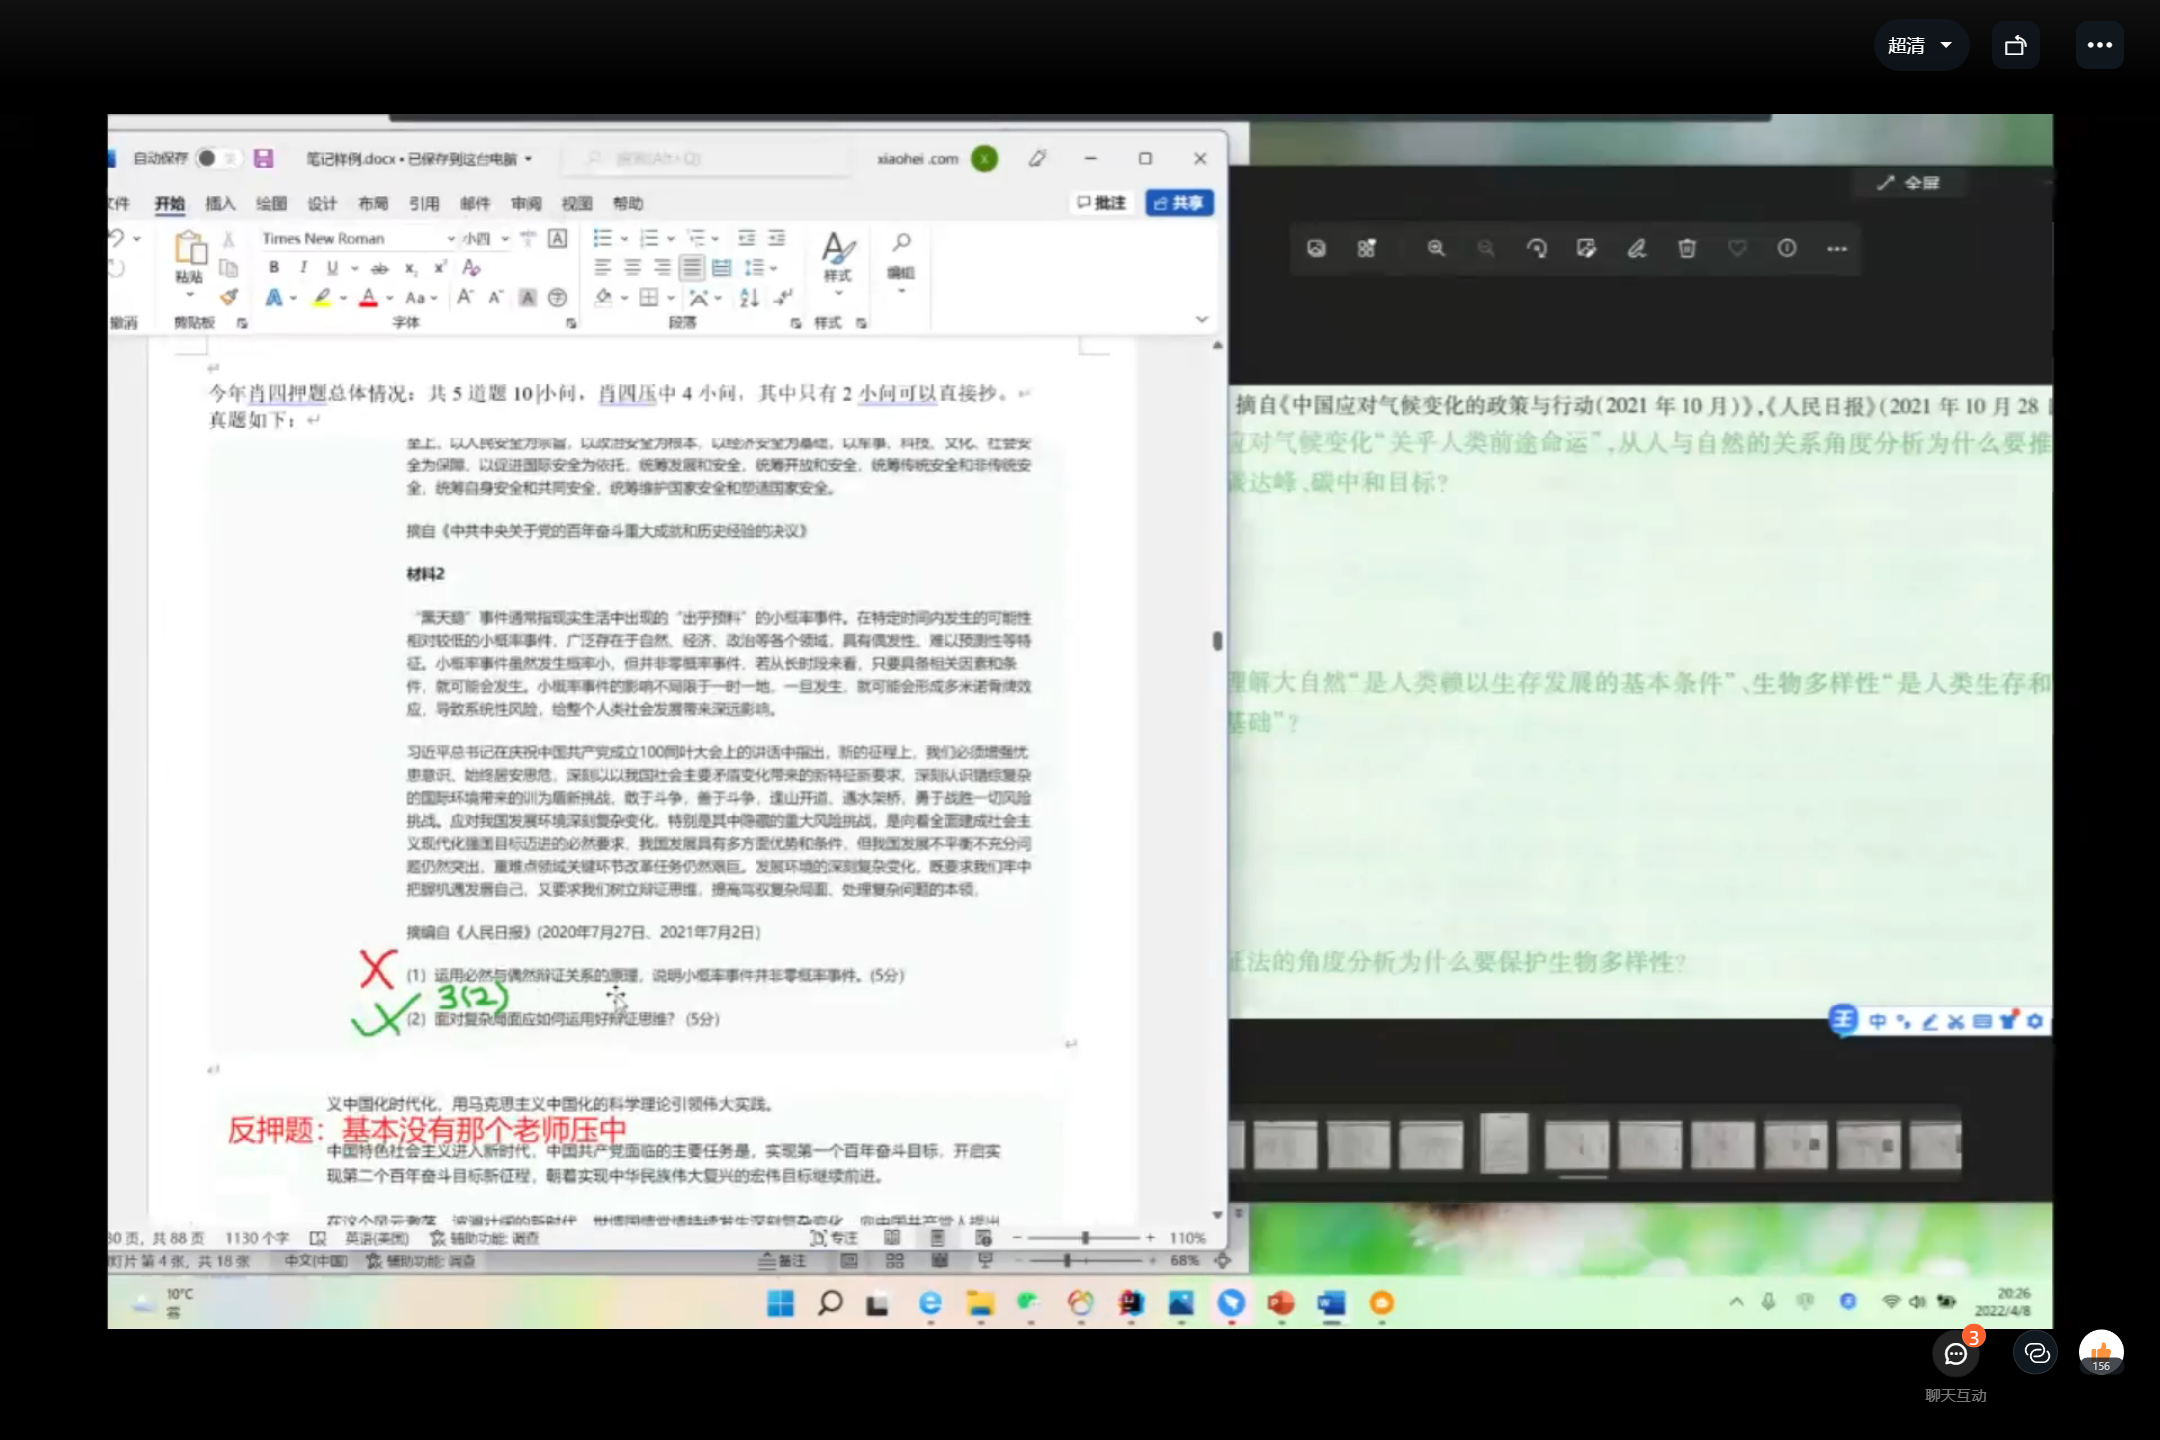 超清
自动保存
笔记样例.docx • 已保存到这台电脑
搜索(Alt+Q)
xiaohei .com
X
文件 开始 插入 绘图 设计 布局 引用 邮件 审阅 视图 帮助
批注
共享
Times New Roman
小四
粘贴
样式
编辑
撤消
剪贴板
字体
段落
样式
今年肖四押题总体情况：共 5 道题 10 小问，肖四压中 4 小问，其中只有 2 小问可以直接抄。
真题如下：
至上，以人民安全为宗旨，以政治安全为根本，以经济安全为基础，以军事、科技、文化、社会安
全为保障，以促进国际安全为依托，统筹发展和安全，统筹开放和安全，统筹传统安全和非传统安
全，统筹自身安全和共同安全，统筹维护国家安全和塑造国家安全。
摘自《中共中央关于党的百年奋斗重大成就和历史经验的决议》
材料2
“黑天鹅”事件通常指现实生活中出现的“出乎预料”的小概率事件。在特定时间内发生的可能性
相对较低的小概率事件，广泛存在于自然、经济、政治等各个领域，具有偶发性、难以预测性等特
征。小概率事件虽然发生概率小，但并非零概率事件，若从长时段来看，只要具备相关因素和条
件，就可能会发生。小概率事件的影响不局限于一时一地，一旦发生，就可能会形成多米诺骨牌效
应，导致系统性风险，给整个人类社会发展带来深远影响。
习近平总书记在庆祝中国共产党成立100周叶大会上的讲话中指出，新的征程上，我们必须增强忧
患意识、始终居安思危，深刻以以我国社会主要矛盾变化带来的新特征新要求，深刻认识错综复杂
的国际环境带来的训为盾新挑战，敢于斗争，善于斗争，逢山开道、遇水架桥，勇于战胜一切风险
挑战。应对我国发展环境深刻复杂变化，特别是其中隐藏的重大风险挑战，是向着全面建成社会主
义现代化强国目标迈进的必然要求，我国发展具有多方面优势和条件，但我国发展不平衡不充分问
题仍然突出，重难点领域关键环节改革任务仍然艰巨。发展环境的深刻复杂变化，既要求我们牢中
把握机遇发展自己，又要求我们树立辩证思维，提高驾驭复杂局面、处理复杂问题的本领。
摘编自《人民日报》(2020年7月27日、2021年7月2日)
(1) 运用必然与偶然辩证关系的原理，说明小概率事件并非零概率事件。(5分)
3(2)
(2) 面对复杂局面应如何运用好辩证思维？ (5分)
义中国化时代化，用马克思主义中国化的科学理论引领伟大实践。
反押题：基本没有那个老师压中
中国特色社会主义进入新时代，中国共产党面临的主要任务是，实现第一个百年奋斗目标，开启实
现第二个百年奋斗目标新征程，朝着实现中华民族伟大复兴的宏伟目标继续前进。
在这个风云激荡、波澜壮阔的新时代，世情国情党情持续发生深刻复杂变化，向中国共产党人提出
30 页，共 88 页 1130 个字 英语(美国) 辅助功能: 调查 专注 110%
幻灯片 第 4 张，共 18 张 中文(中国) 辅助功能: 调查 备注 68%
全屏
摘自《中国应对气候变化的政策与行动(2021 年 10 月)》,《人民日报》(2021 年 10 月 28
应对气候变化“关乎人类前途命运”,从人与自然的关系角度分析为什么要推
碳达峰、碳中和目标?
理解大自然“是人类赖以生存发展的基本条件”、生物多样性“是人类生存和
基础”?
证法的角度分析为什么要保护生物多样性?
中
10°C
雾
20:26
2022/4/8
3
156
聊天互动